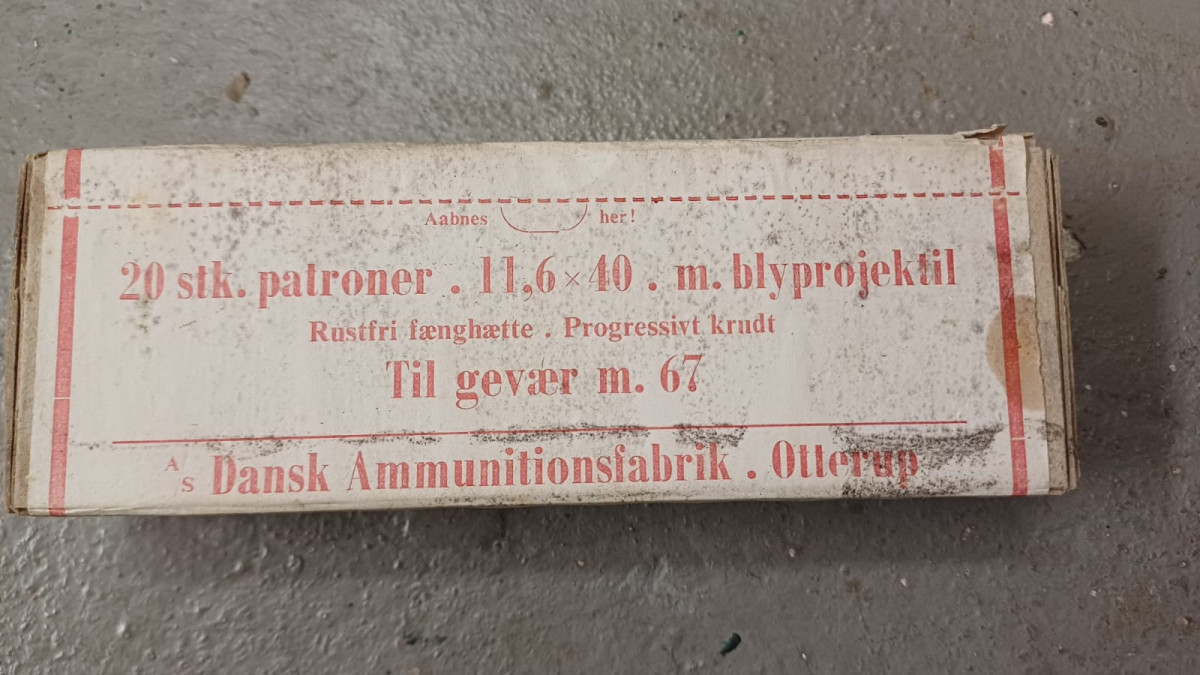 Aabnes her!
20 stk. patroner . 11,6 × 40 . m. blyprojektil
Rustfri fænghætte . Progressivt krudt
Til gevær m. 67
A/S Dansk Ammunitionsfabrik . Otterup